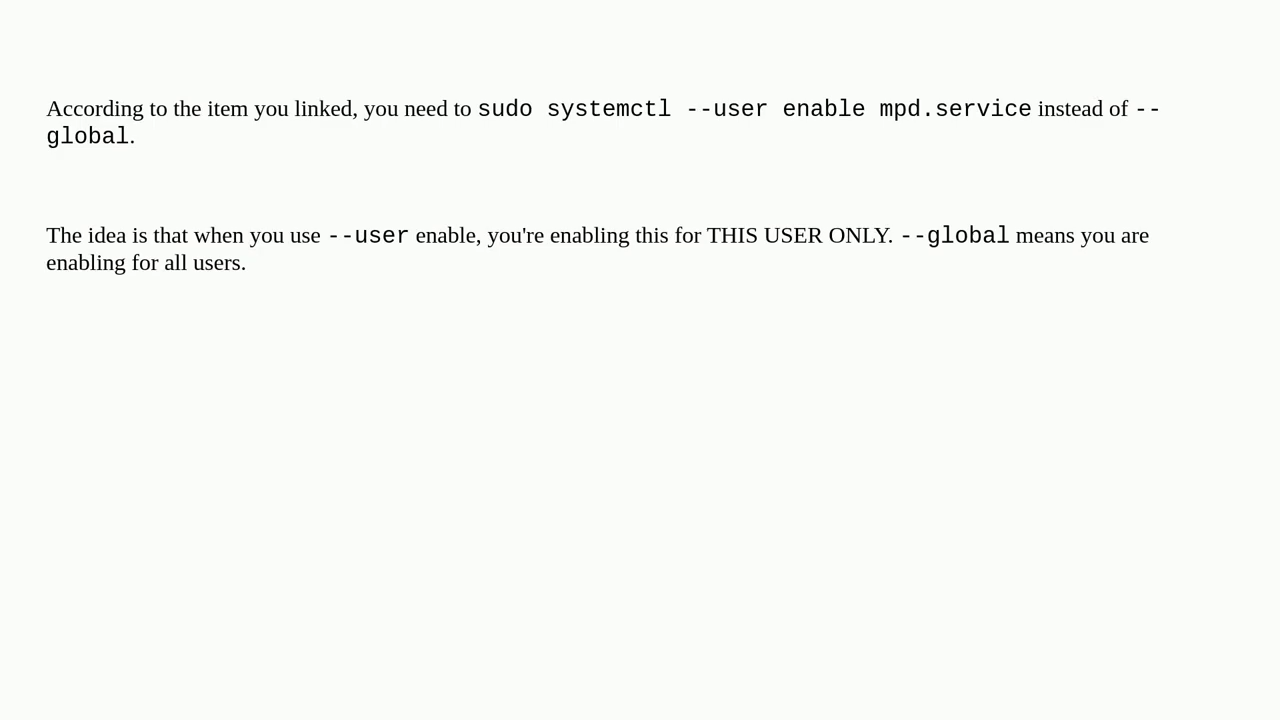 According to the item you linked, you need to sudo systemctl --user enable mpd.service instead of --
global.
The idea is that when you use --user enable, you're enabling this for THIS USER ONLY. --global means you are
enabling for all users.